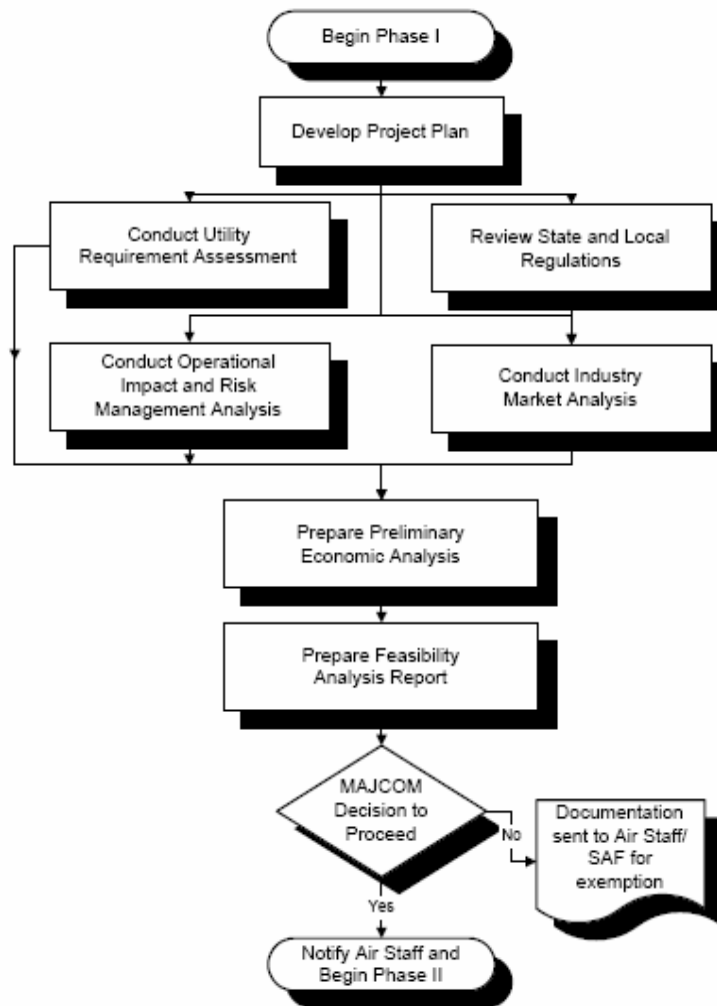 Begin Phase I
Develop Project Plan
Conduct Utility
Requirement Assessment
Review State and Local
Regulations
Conduct Operational
Impact and Risk
Management Analysis
Conduct Industry
Market Analysis
Prepare Preliminary
Economic Analysis
Prepare Feasibility
Analysis Report
MAJCOM
Decision to
Proceed
No
Documentation
sent to Air Staff/
SAF for
exemption
Yes
Notify Air Staff and
Begin Phase II